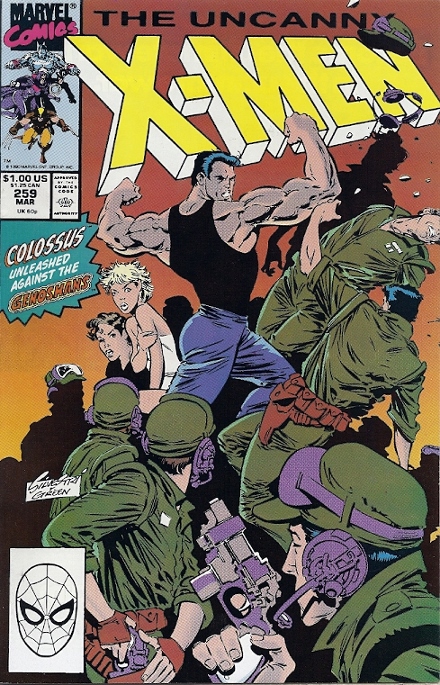 MARVEL®
COMICS
THE UNCANNY
X-MEN
TM
$1.00 US
$1.25 CAN
259
MAR
UK 60p
APPROVED
BY THE
COMICS
CODE
AUTHORITY
COLOSSUS
UNLEASHED
AGAINST THE
GENOSHANS!
SILVESTRI
GREEN